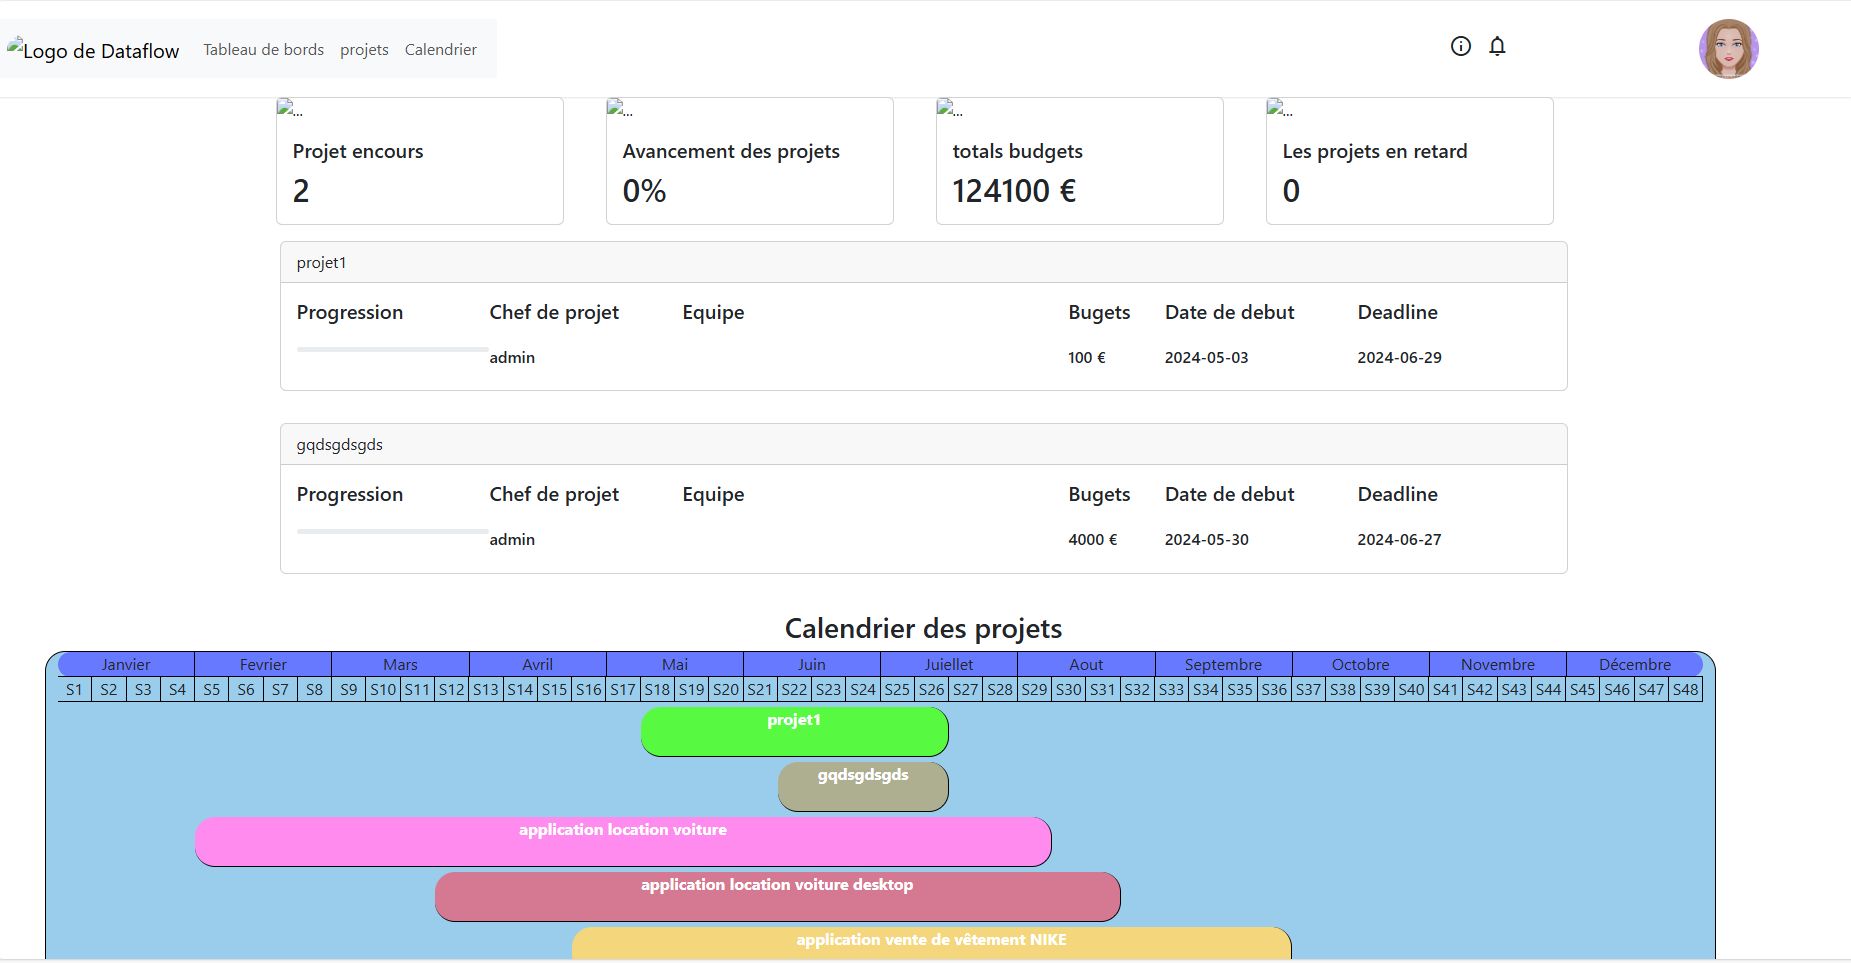 Logo de Dataflow Tableau de bords projets Calendrier
... ... ... ...
Projet encours Avancement des projets totals budgets Les projets en retard
2 0% 124100 € 0
projet1
Progression Chef de projet Equipe Bugets Date de debut Deadline
admin 100 € 2024-05-03 2024-06-29
gqdsgdsgds
Progression Chef de projet Equipe Bugets Date de debut Deadline
admin 4000 € 2024-05-30 2024-06-27
Calendrier des projets
Janvier Fevrier Mars Avril Mai Juin Juiellet Aout Septembre Octobre Novembre Décembre
S1 S2 S3 S4 S5 S6 S7 S8 S9 S10 S11 S12 S13 S14 S15 S16 S17 S18 S19 S20 S21 S22 S23 S24 S25 S26 S27 S28 S29 S30 S31 S32 S33 S34 S35 S36 S37 S38 S39 S40 S41 S42 S43 S44 S45 S46 S47 S48
projet1
gqdsgdsgds
application location voiture
application location voiture desktop
application vente de vêtement NIKE